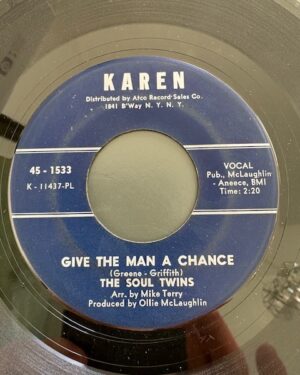 KAREN
Distributed by Atco Record Sales Co.
1841 B'Way N. Y. N. Y.
45 - 1533
K - 11437-PL
VOCAL
Pub., McLaughlin
- Aneece, BMI
Time: 2:20
GIVE THE MAN A CHANCE
(Greene - Griffith)
THE SOUL TWINS
Arr. by Mike Terry
Produced by Ollie McLaughlin